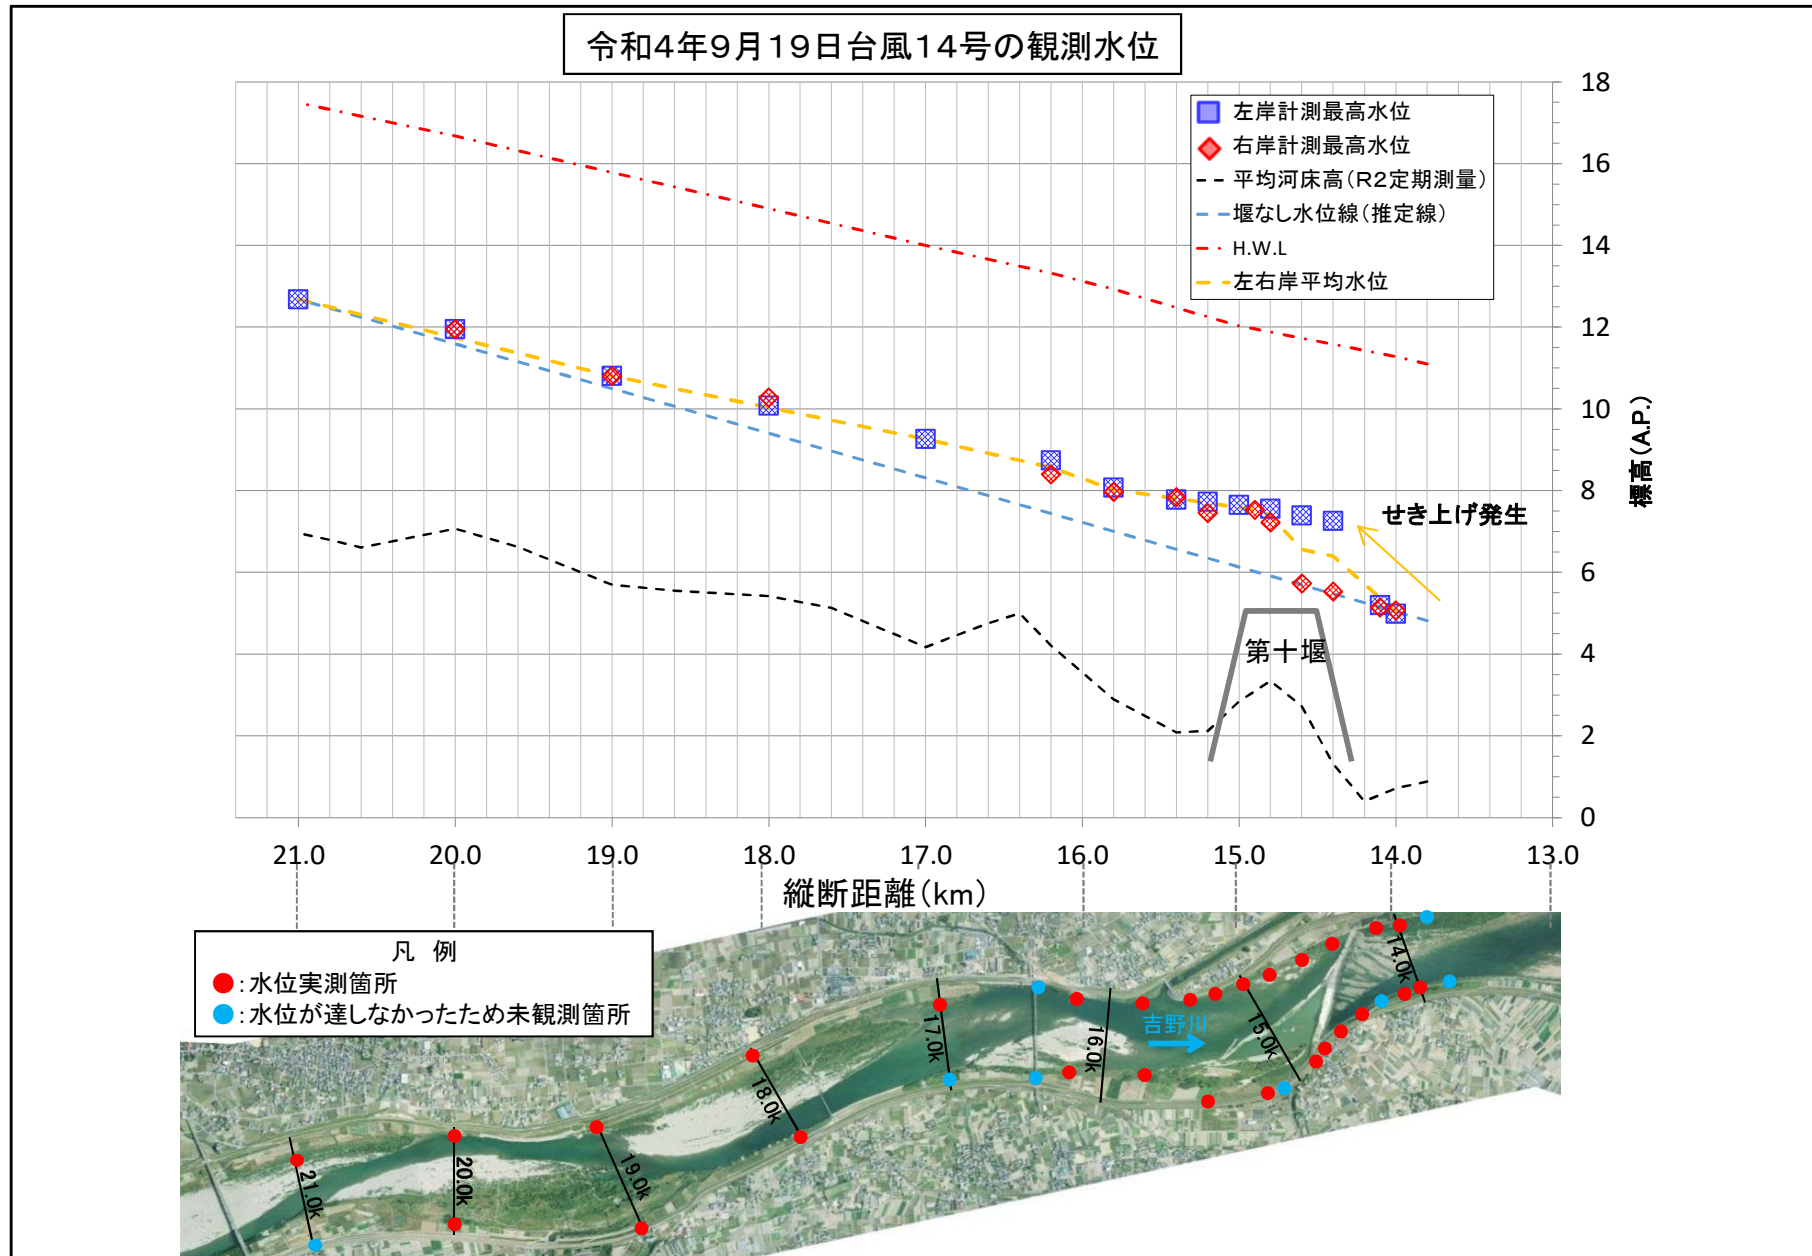 令和4年9月19日台風14号の観測水位
左岸計測最高水位
右岸計測最高水位
平均河床高(R2定期測量)
堰なし水位線(推定線)
H.W.L
左右岸平均水位
18
16
14
12
10
8
6
4
2
0
標高(A.P.)
せき上げ発生
第十堰
21.0
20.0
19.0
18.0
17.0
16.0
15.0
14.0
13.0
縦断距離(km)
凡 例
:水位実測箇所
:水位が達しなかったため未観測箇所
吉野川
21.0k
20.0k
19.0k
18.0k
17.0k
16.0k
15.0k
14.0k